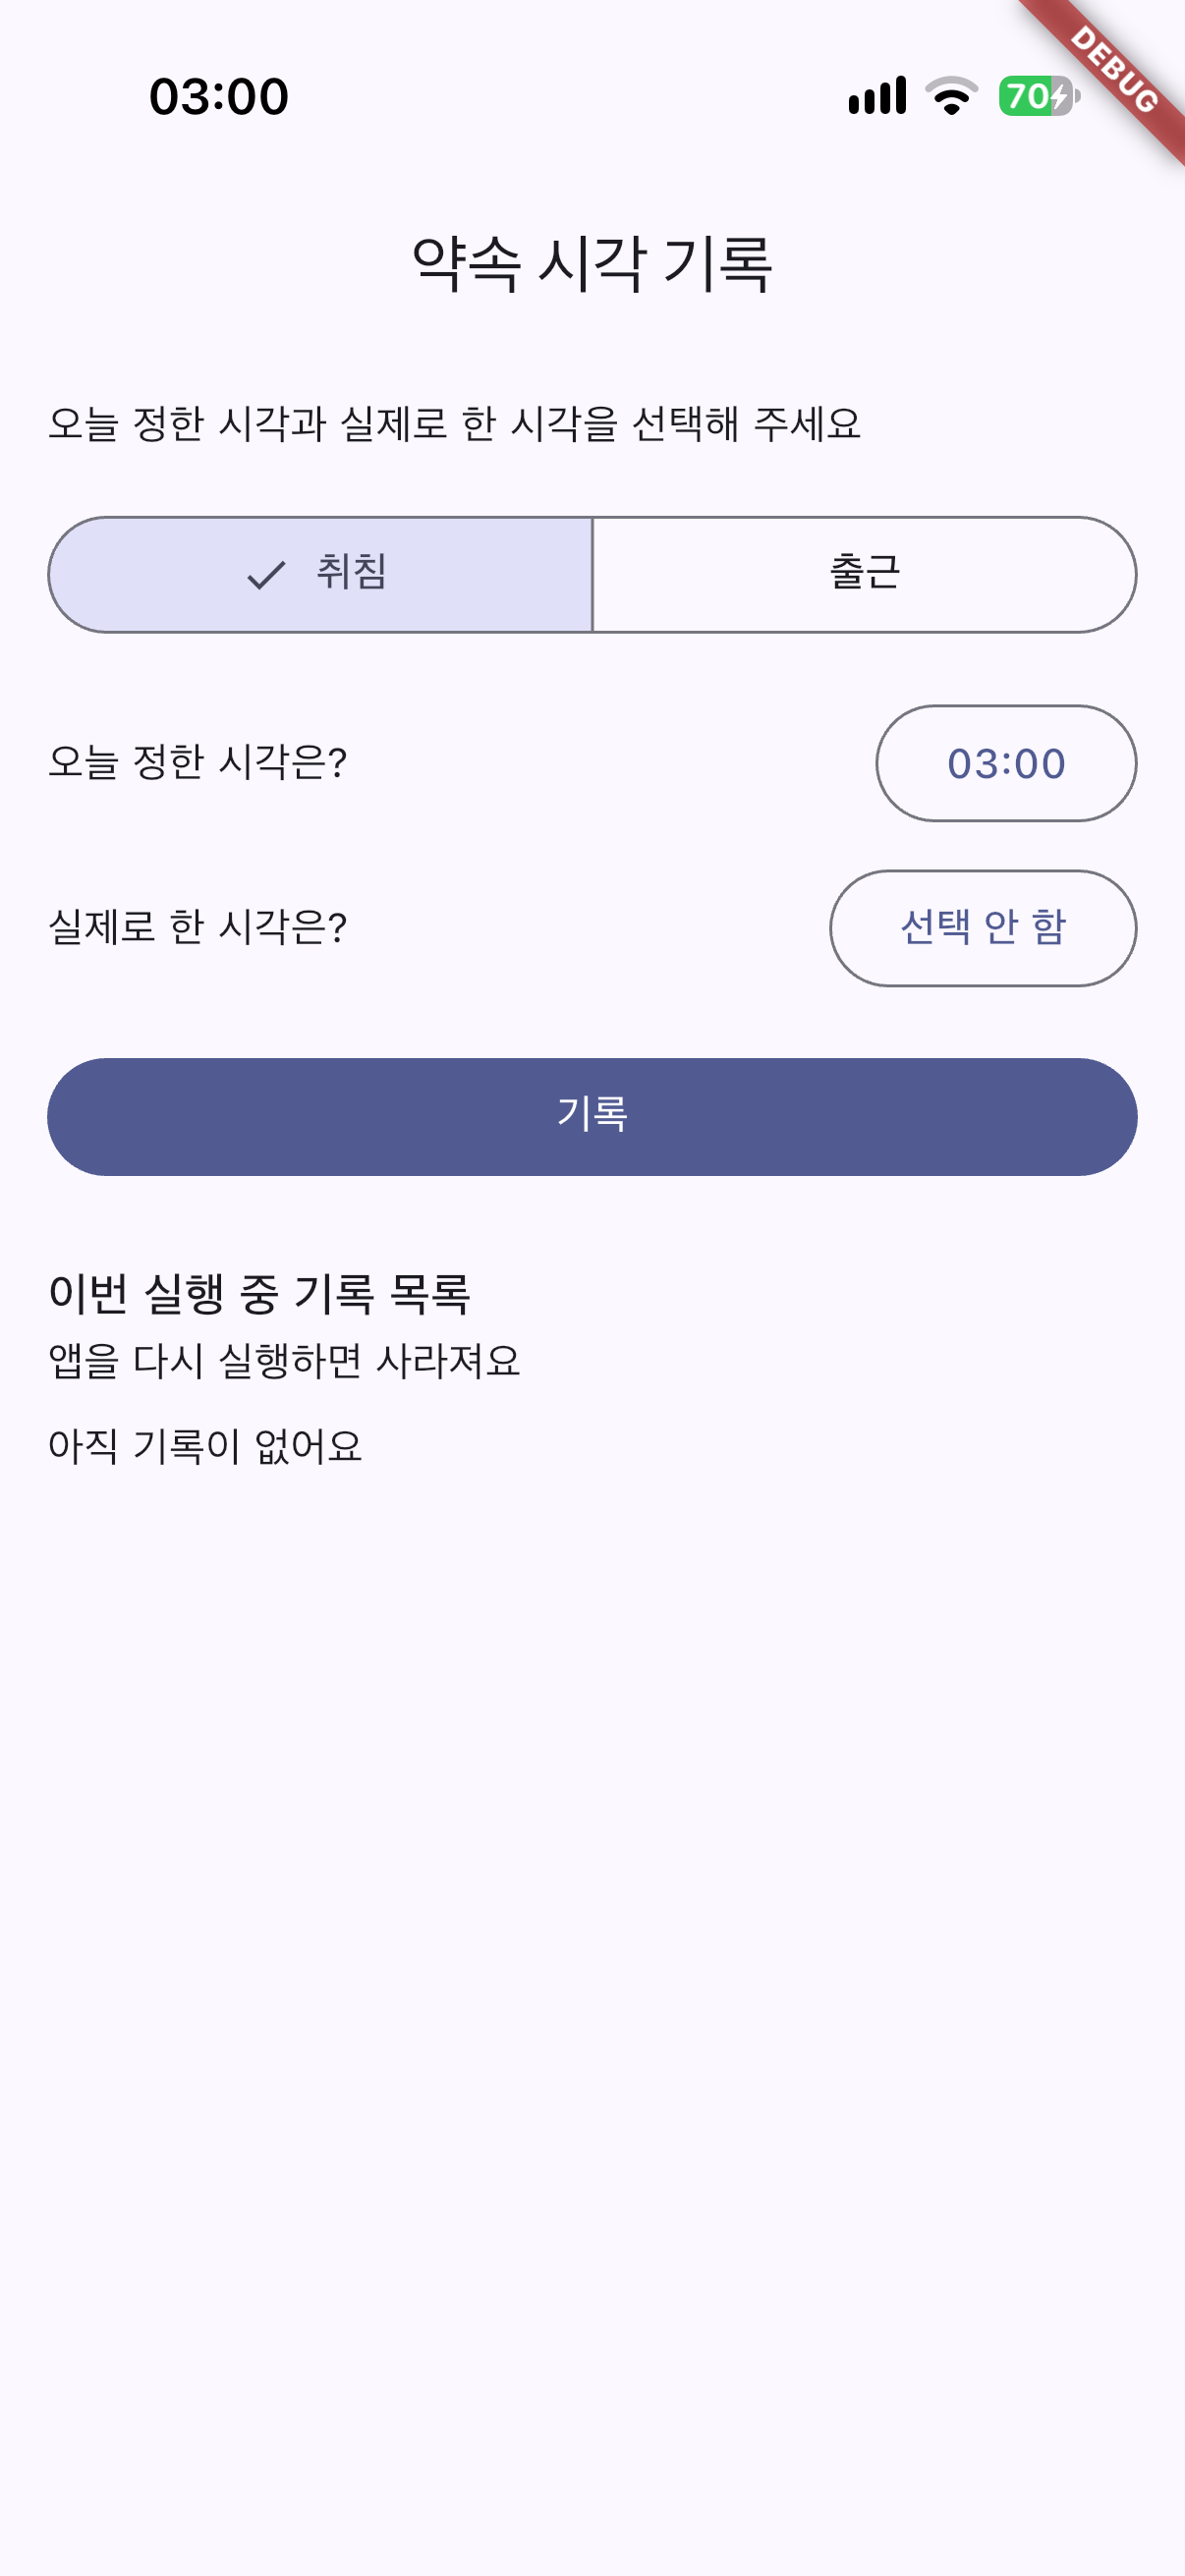 03:00
70
DEBUG
약속 시각 기록
오늘 정한 시각과 실제로 한 시각을 선택해 주세요
취침
출근
오늘 정한 시각은?
03:00
실제로 한 시각은?
선택 안 함
기록
이번 실행 중 기록 목록
앱을 다시 실행하면 사라져요
아직 기록이 없어요